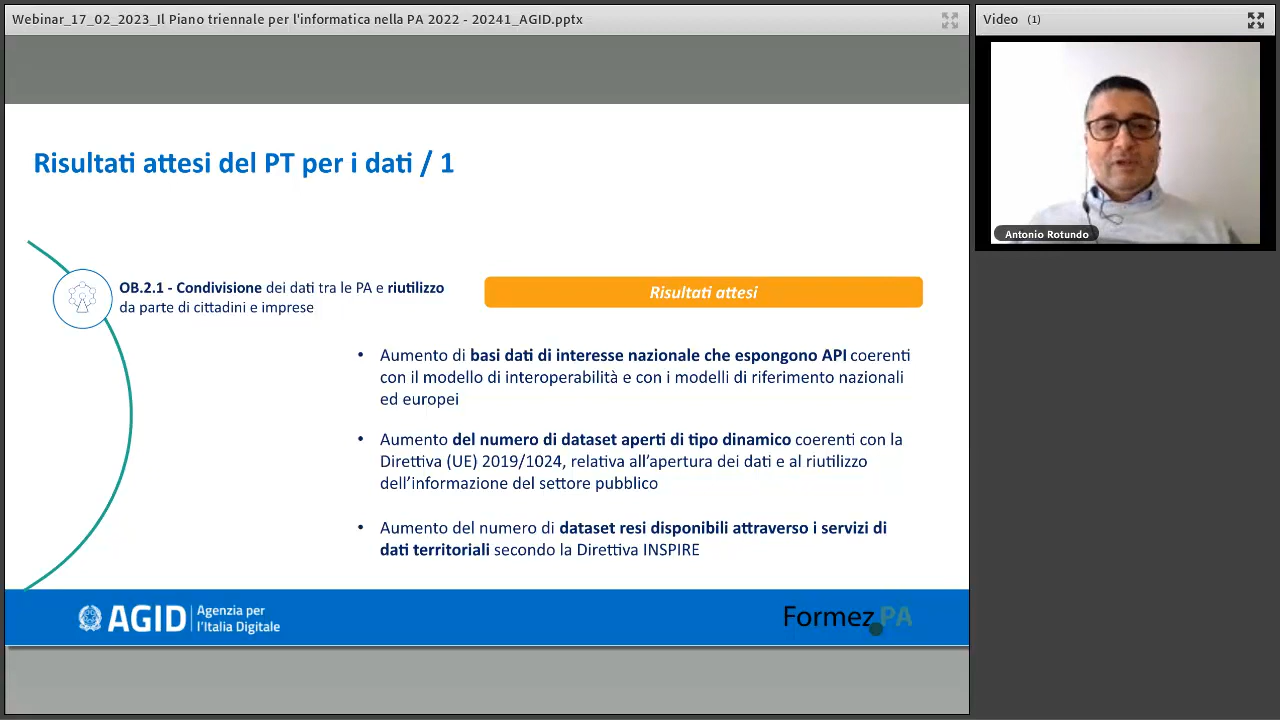 Webinar_17_02_2023_Il Piano triennale per l'informatica nella PA 2022 - 20241_AGID.pptx
Video (1)
Antonio Rotundo
Risultati attesi del PT per i dati / 1
OB.2.1 - Condivisione dei dati tra le PA e riutilizzo
da parte di cittadini e imprese
Risultati attesi
• Aumento di basi dati di interesse nazionale che espongono API coerenti
con il modello di interoperabilità e con i modelli di riferimento nazionali
ed europei
• Aumento del numero di dataset aperti di tipo dinamico coerenti con la
Direttiva (UE) 2019/1024, relativa all'apertura dei dati e al riutilizzo
dell'informazione del settore pubblico
• Aumento del numero di dataset resi disponibili attraverso i servizi di
dati territoriali secondo la Direttiva INSPIRE
AGID
Agenzia per
l'Italia Digitale
Formez PA